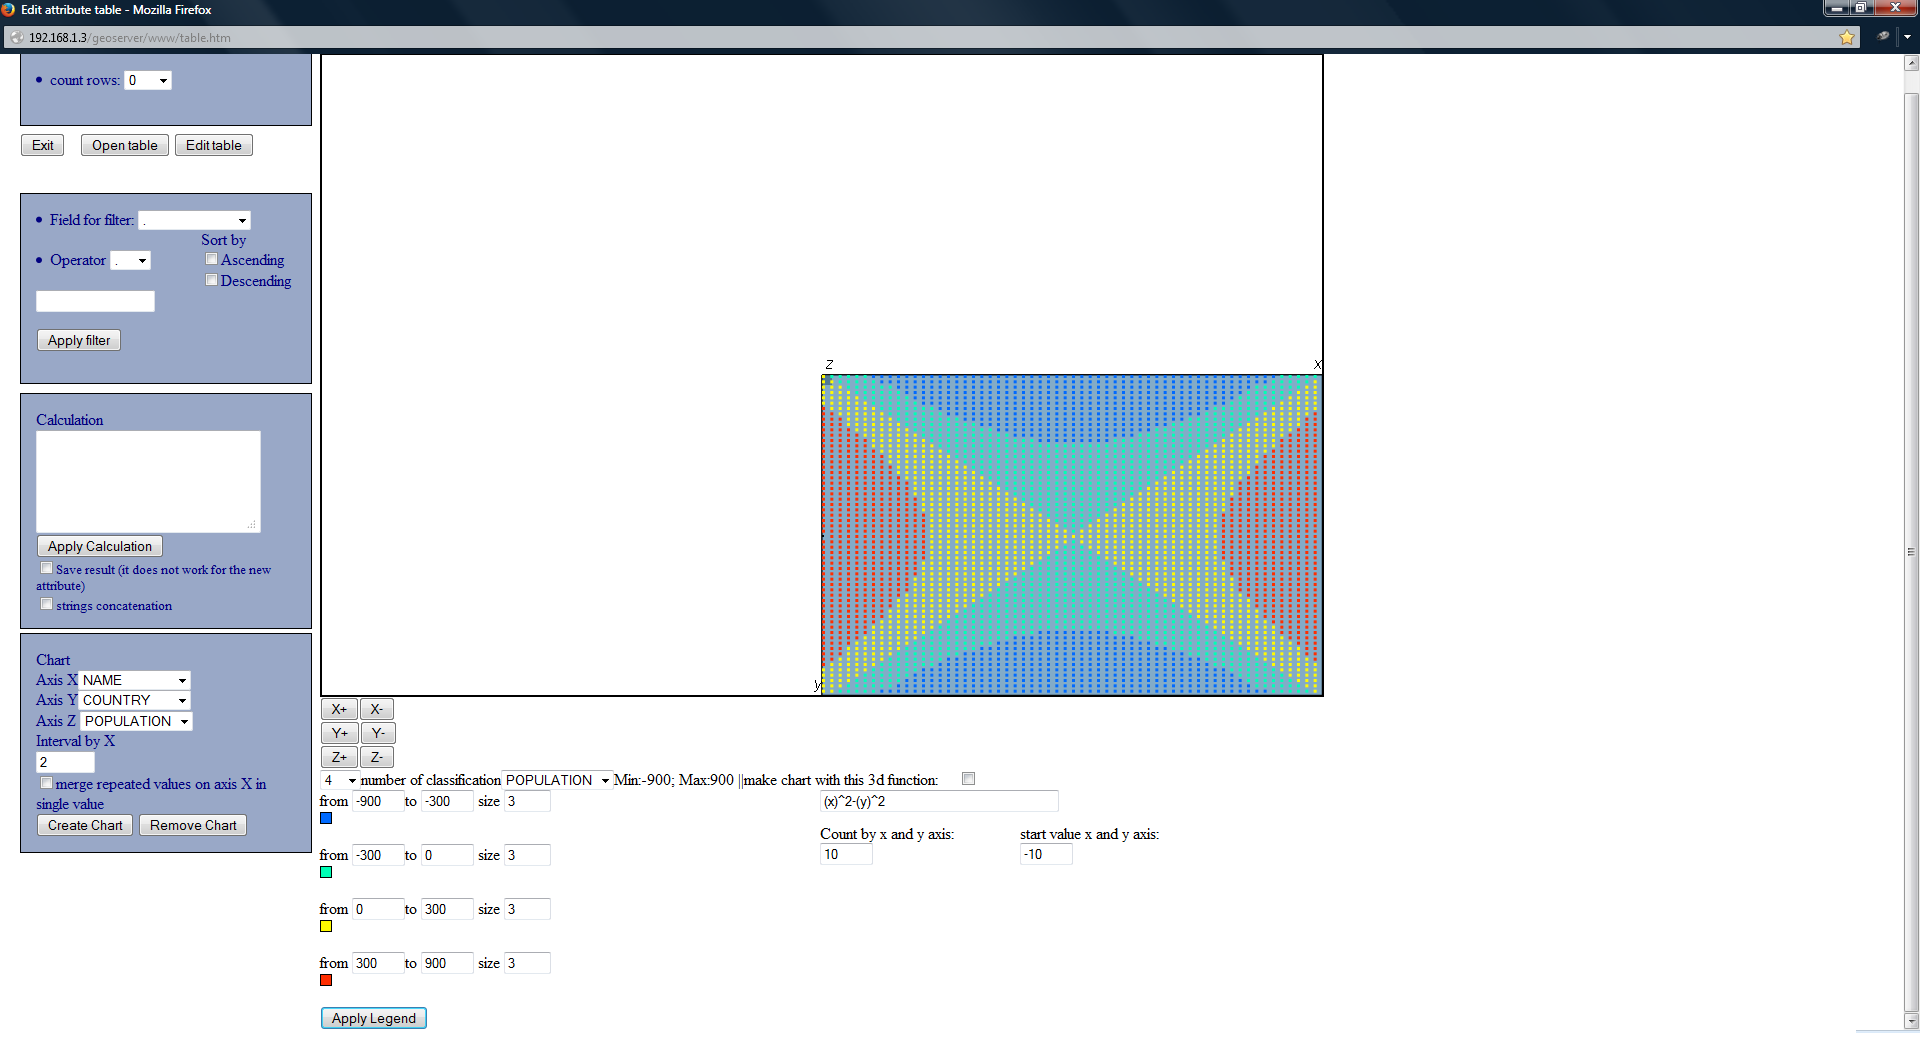 Edit attribute table - Mozilla Firefox
192.168.1.3/geoserver/www/table.htm
count rows: 0
Exit Open table Edit table
Field for filter: .
Sort by
Operator .
Ascending
Descending
Apply filter
Calculation
Apply Calculation
Save result (it does not work for the new
attribute)
strings concatenation
Chart
Axis X NAME
Axis Y COUNTRY
Axis Z POPULATION
Interval by X
2
merge repeated values on axis X in
single value
Create Chart Remove Chart
Z X
y
X+ X-
Y+ Y-
Z+ Z-
4 number of classification POPULATION Min:-900; Max:900 ||make chart with this 3d function:
from -900 to -300 size 3
(x)^2-(y)^2
Count by x and y axis: start value x and y axis:
10 -10
from -300 to 0 size 3
from 0 to 300 size 3
from 300 to 900 size 3
Apply Legend